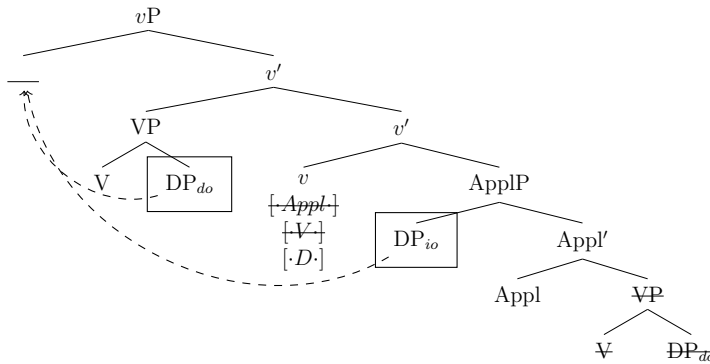 vP
v′
VP v′
V DP_do v ApplP
[·Appl·]
[·V·] DP_io Appl′
[·D·]
Appl VP
V DP_do